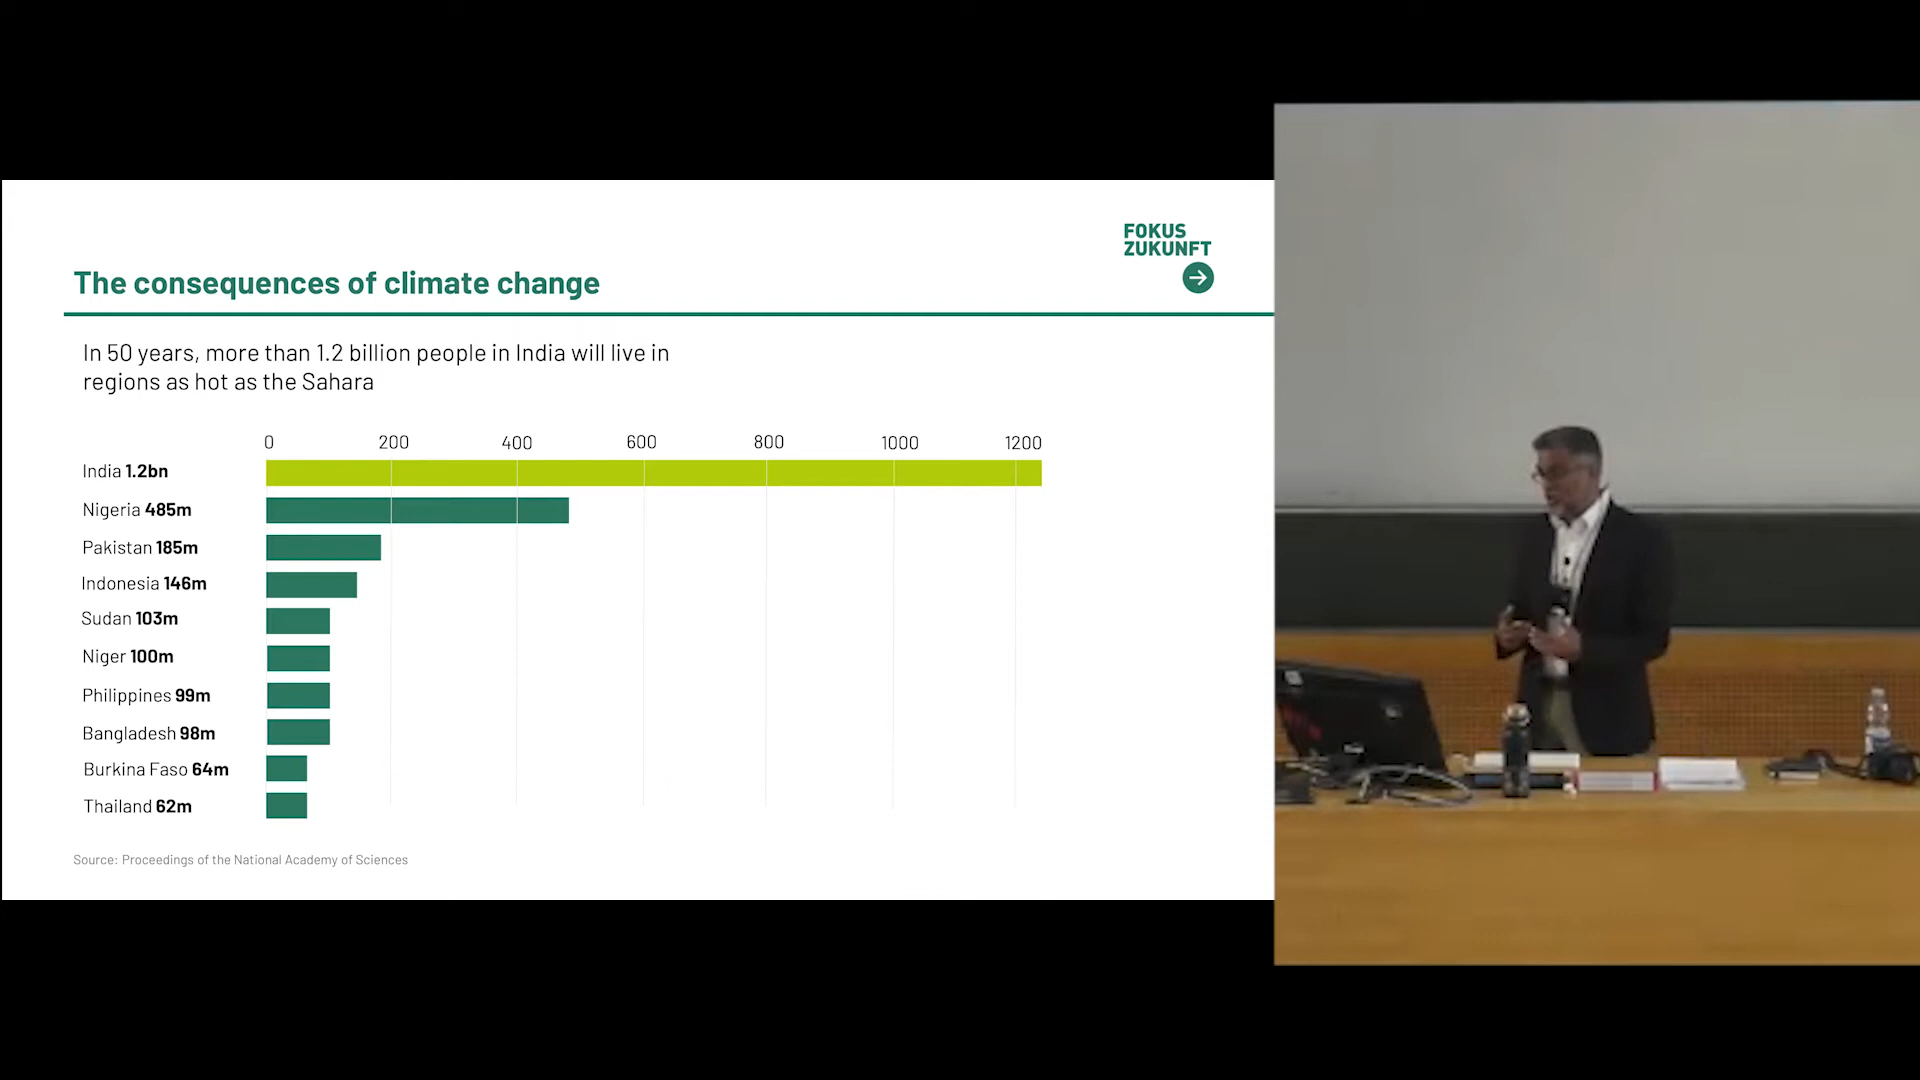 FOKUS
ZUKUNFT
The consequences of climate change
In 50 years, more than 1.2 billion people in India will live in
regions as hot as the Sahara
0 200 400 600 800 1000 1200
India 1.2bn
Nigeria 485m
Pakistan 185m
Indonesia 146m
Sudan 103m
Niger 100m
Philippines 99m
Bangladesh 98m
Burkina Faso 64m
Thailand 62m
Source: Proceedings of the National Academy of Sciences